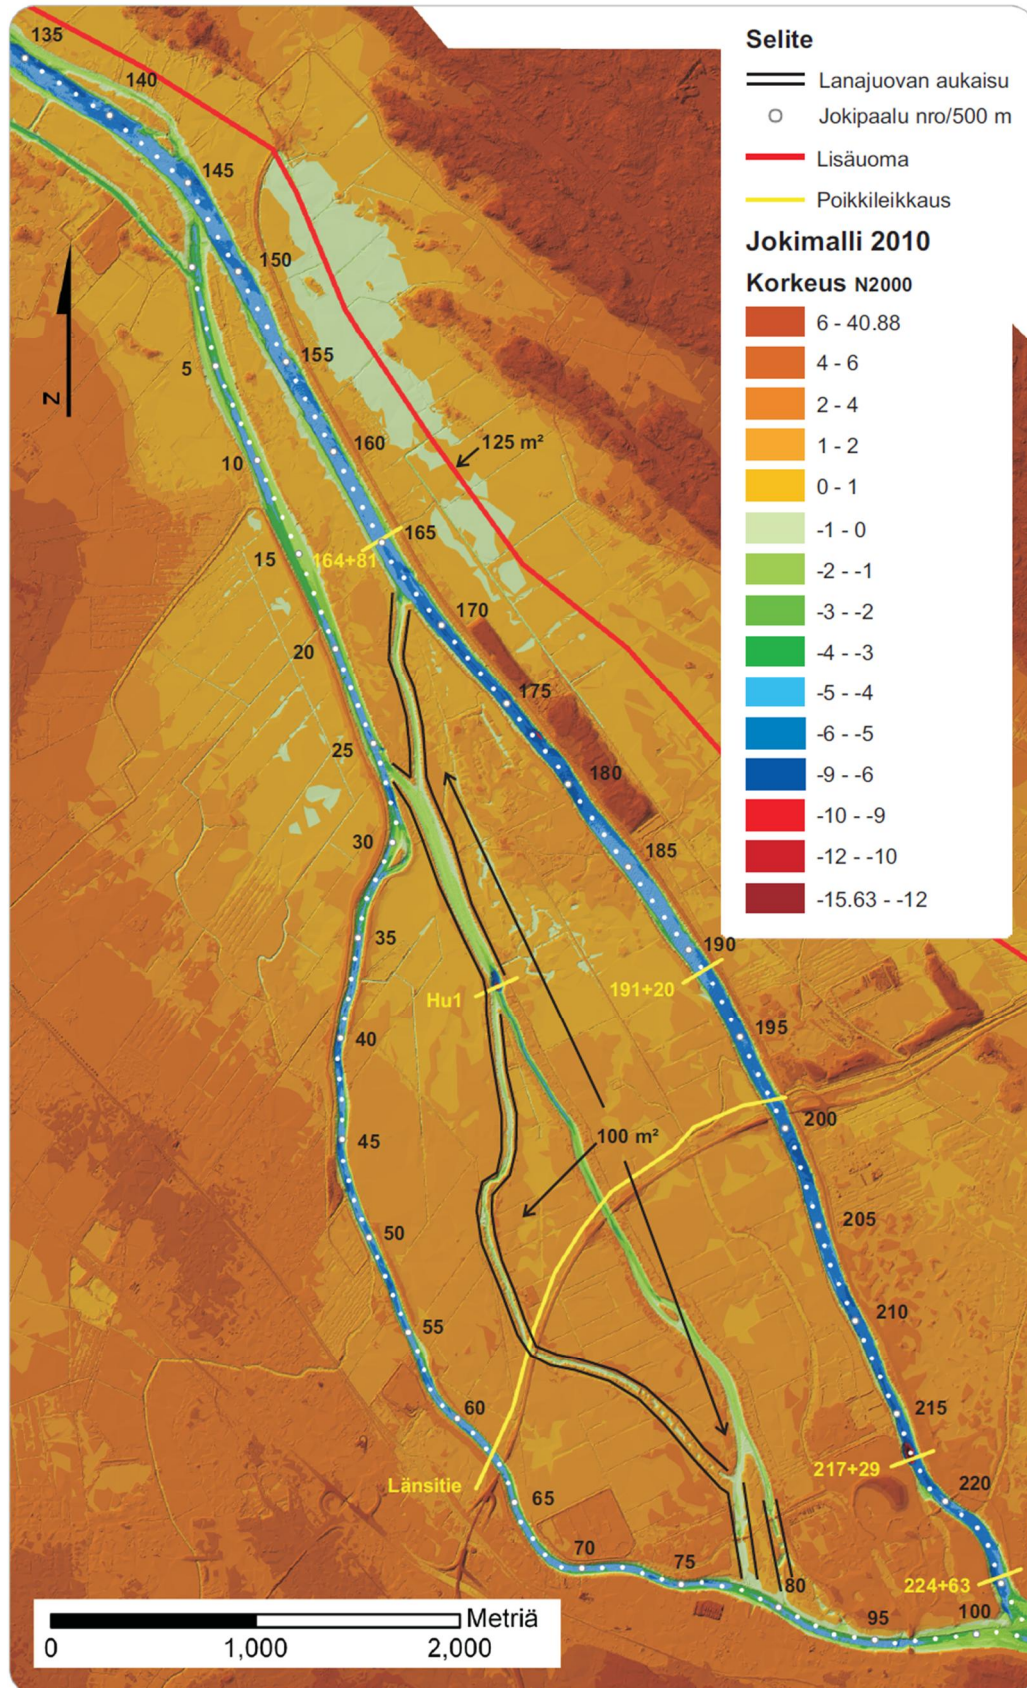 Selite
Lanajuovan aukaisu
Jokipaalu nro/500 m
Lisäuoma
Poikkileikkaus
Jokimalli 2010
Korkeus N2000
6 - 40.88
4 - 6
2 - 4
1 - 2
0 - 1
-1 - 0
-2 - -1
-3 - -2
-4 - -3
-5 - -4
-6 - -5
-9 - -6
-10 - -9
-12 - -10
-15.63 - -12
135
140
145
150
155
160
125 m²
165
164+81
170
175
180
185
190
191+20
195
200
205
210
215
217+29
220
224+63
100
N
5
10
15
20
25
30
35
Hu1
40
45
100 m²
50
55
60
Länsitie
65
70
75
80
95
Metriä
0
1,000
2,000